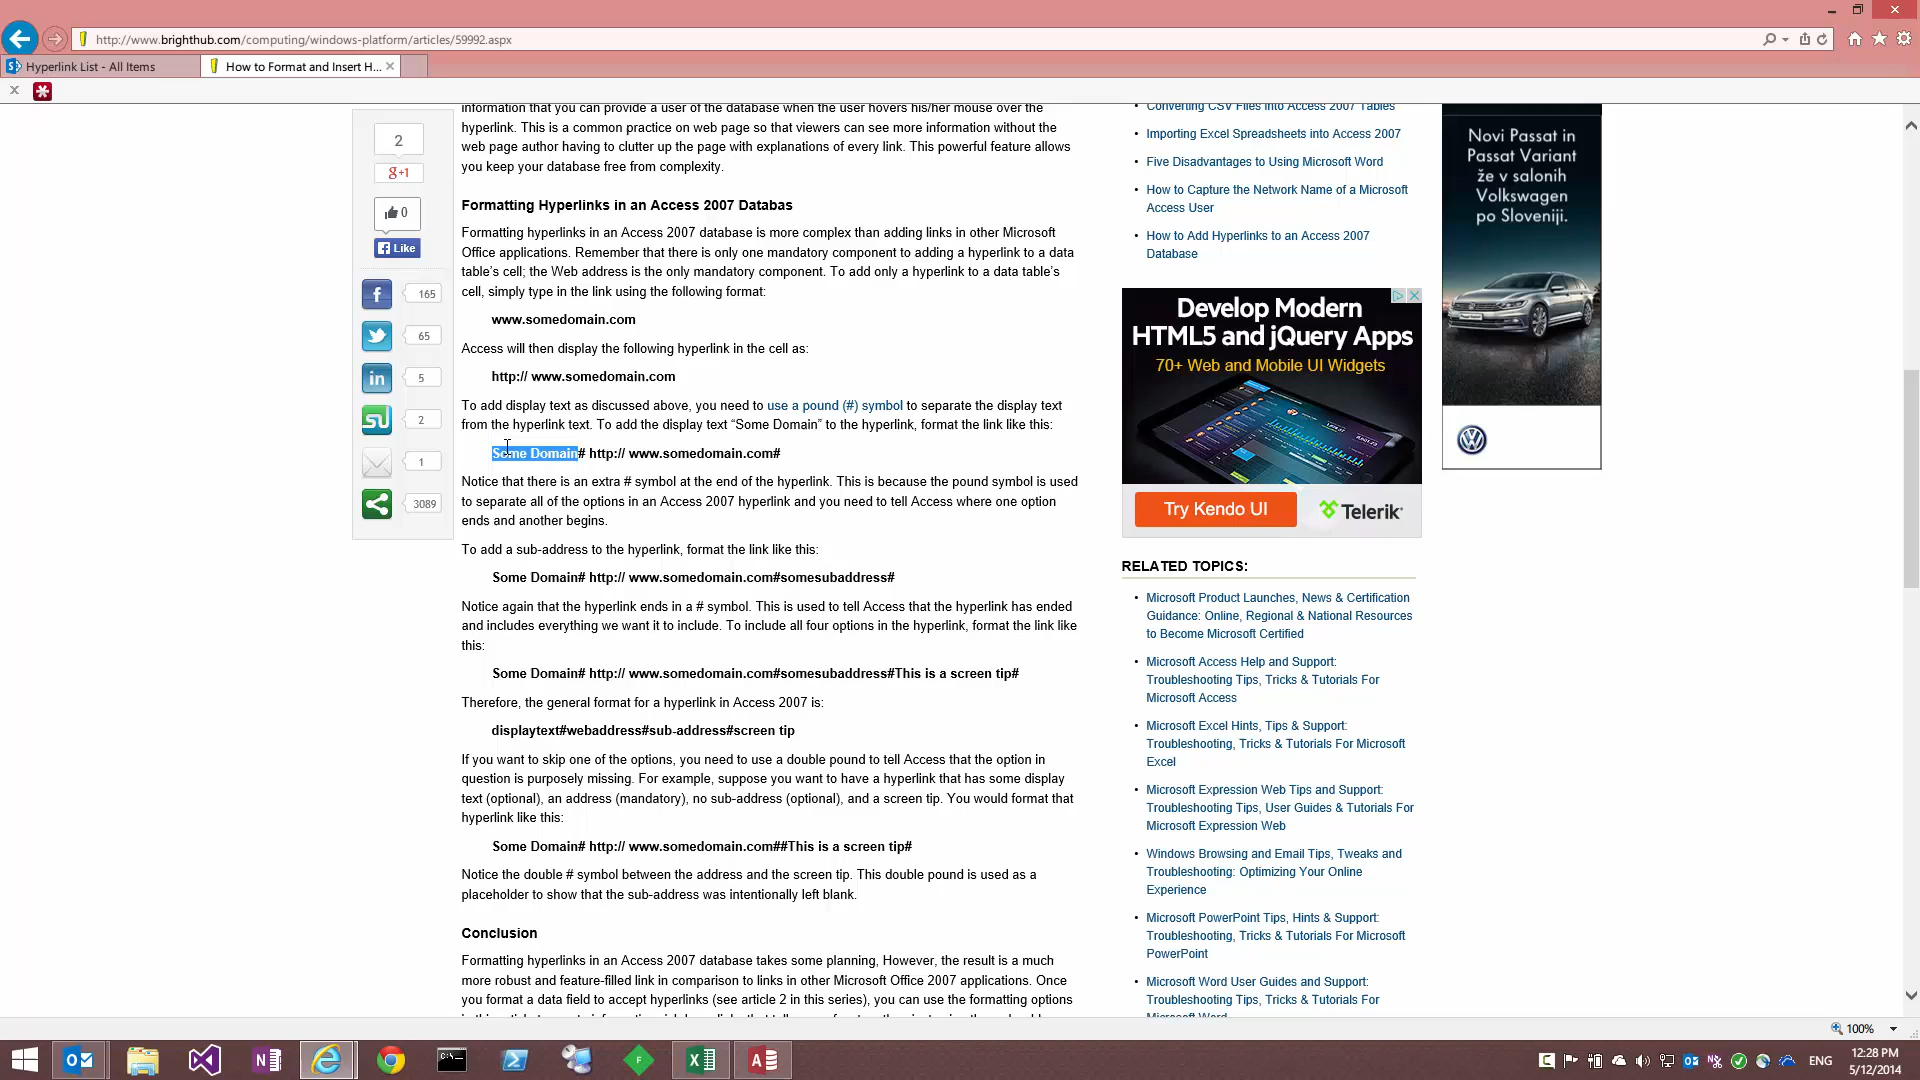 http://www.brighthub.com/computing/windows-platform/articles/59992.aspx
Hyperlink List - All Items
How to Format and Insert H...
information that you can provide a user of the database when the user hovers his/her mouse over the
hyperlink. This is a common practice on web page so that viewers can see more information without the
web page author having to clutter up the page with explanations of every link. This powerful feature allows
you keep your database free from complexity.
Formatting Hyperlinks in an Access 2007 Databas
Formatting hyperlinks in an Access 2007 database is more complex than adding links in other Microsoft
Office applications. Remember that there is only one mandatory component to adding a hyperlink to a data
table's cell; the Web address is the only mandatory component. To add only a hyperlink to a data table's
cell, simply type in the link using the following format:
www.somedomain.com
Access will then display the following hyperlink in the cell as:
http:// www.somedomain.com
To add display text as discussed above, you need to use a pound (#) symbol to separate the display text
from the hyperlink text. To add the display text “Some Domain” to the hyperlink, format the link like this:
Some Domain# http:// www.somedomain.com#
Notice that there is an extra # symbol at the end of the hyperlink. This is because the pound symbol is used
to separate all of the options in an Access 2007 hyperlink and you need to tell Access where one option
ends and another begins.
To add a sub-address to the hyperlink, format the link like this:
Some Domain# http:// www.somedomain.com#somesubaddress#
Notice again that the hyperlink ends in a # symbol. This is used to tell Access that the hyperlink has ended
and includes everything we want it to include. To include all four options in the hyperlink, format the link like
this:
Some Domain# http:// www.somedomain.com#somesubaddress#This is a screen tip#
Therefore, the general format for a hyperlink in Access 2007 is:
displaytext#webaddress#sub-address#screen tip
If you want to skip one of the options, you need to use a double pound to tell Access that the option in
question is purposely missing. For example, suppose you want to have a hyperlink that has some display
text (optional), an address (mandatory), no sub-address (optional), and a screen tip. You would format that
hyperlink like this:
Some Domain# http:// www.somedomain.com##This is a screen tip#
Notice the double # symbol between the address and the screen tip. This double pound is used as a
placeholder to show that the sub-address was intentionally left blank.
Conclusion
Formatting hyperlinks in an Access 2007 database takes some planning, However, the result is a much
more robust and feature-filled link in comparison to links in other Microsoft Office 2007 applications. Once
you format a data field to accept hyperlinks (see article 2 in this series), you can use the formatting options
2
g+1
0
Like
165
65
5
2
1
3089
Converting CSV Files into Access 2007 Tables
Importing Excel Spreadsheets into Access 2007
Five Disadvantages to Using Microsoft Word
How to Capture the Network Name of a Microsoft
Access User
How to Add Hyperlinks to an Access 2007
Database
Develop Modern
HTML5 and jQuery Apps
70+ Web and Mobile UI Widgets
Try Kendo UI
Telerik
RELATED TOPICS:
Microsoft Product Launches, News & Certification
Guidance: Online, Regional & National Resources
to Become Microsoft Certified
Microsoft Access Help and Support:
Troubleshooting Tips, Tricks & Tutorials For
Microsoft Access
Microsoft Excel Hints, Tips & Support:
Troubleshooting, Tricks & Tutorials For Microsoft
Excel
Microsoft Expression Web Tips and Support:
Troubleshooting Tips, User Guides & Tutorials For
Microsoft Expression Web
Windows Browsing and Email Tips, Tweaks and
Troubleshooting: Optimizing Your Online
Experience
Microsoft PowerPoint Tips, Hints & Support:
Troubleshooting, Tricks & Tutorials For Microsoft
PowerPoint
Microsoft Word User Guides and Support:
Troubleshooting Tips, Tricks & Tutorials For
Microsoft Word
Novi Passat in
Passat Variant
že v salonih
Volkswagen
po Sloveniji.
100%
ENG
12:28 PM
5/12/2014